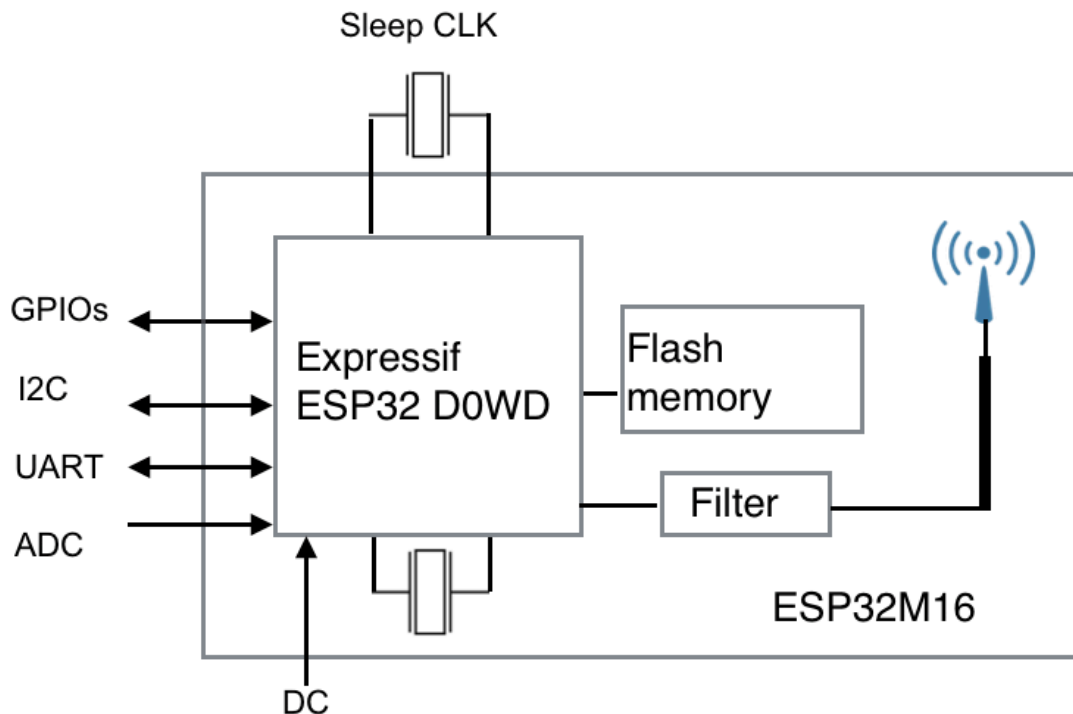 Sleep CLK
GPIOs
I2C
UART
ADC
Expressif
ESP32 D0WD
Flash
memory
Filter
ESP32M16
DC